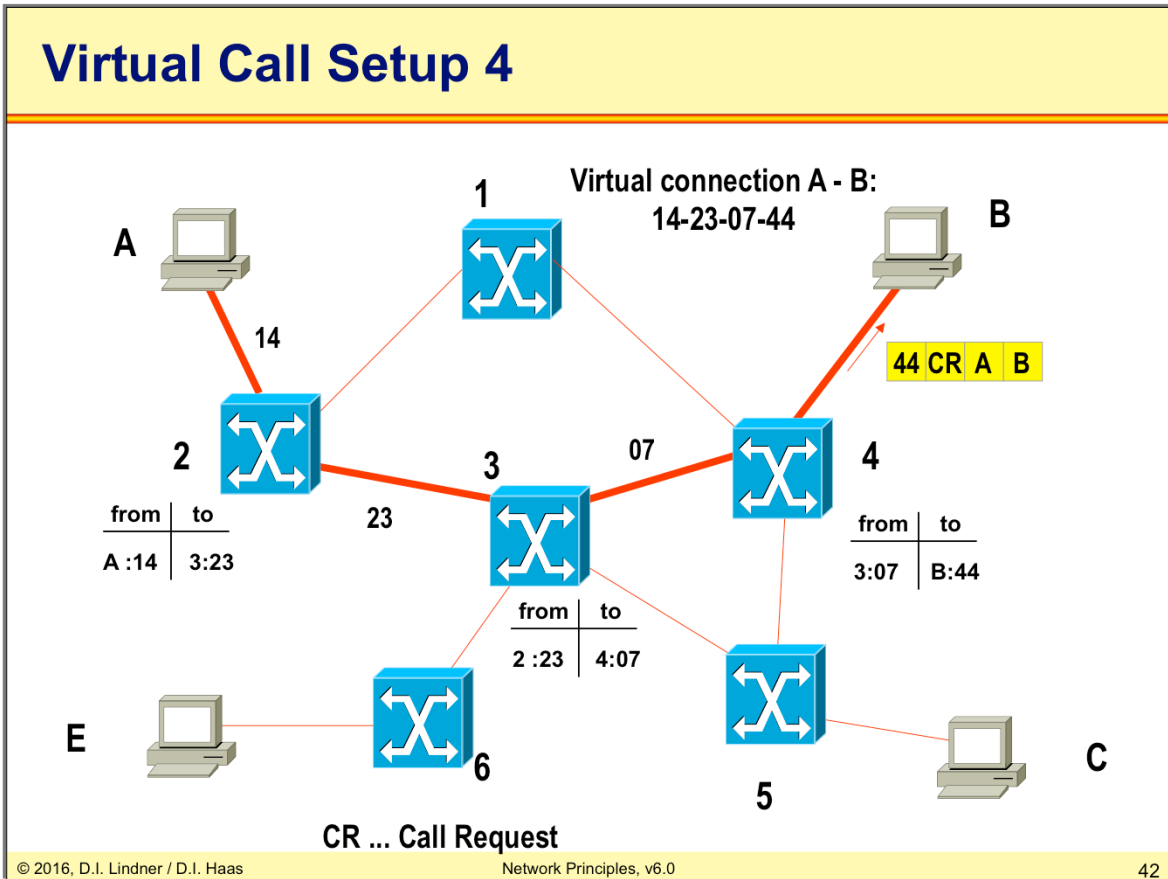 Virtual Call Setup 4
Virtual connection A - B:
14-23-07-44
1
A
B
14
44 CR A B
2
3
07
4
23
from to
A :14 3:23
from to
3:07 B:44
from to
2 :23 4:07
E
6
5
C
CR ... Call Request
© 2016, D.I. Lindner / D.I. Haas
Network Principles, v6.0
42